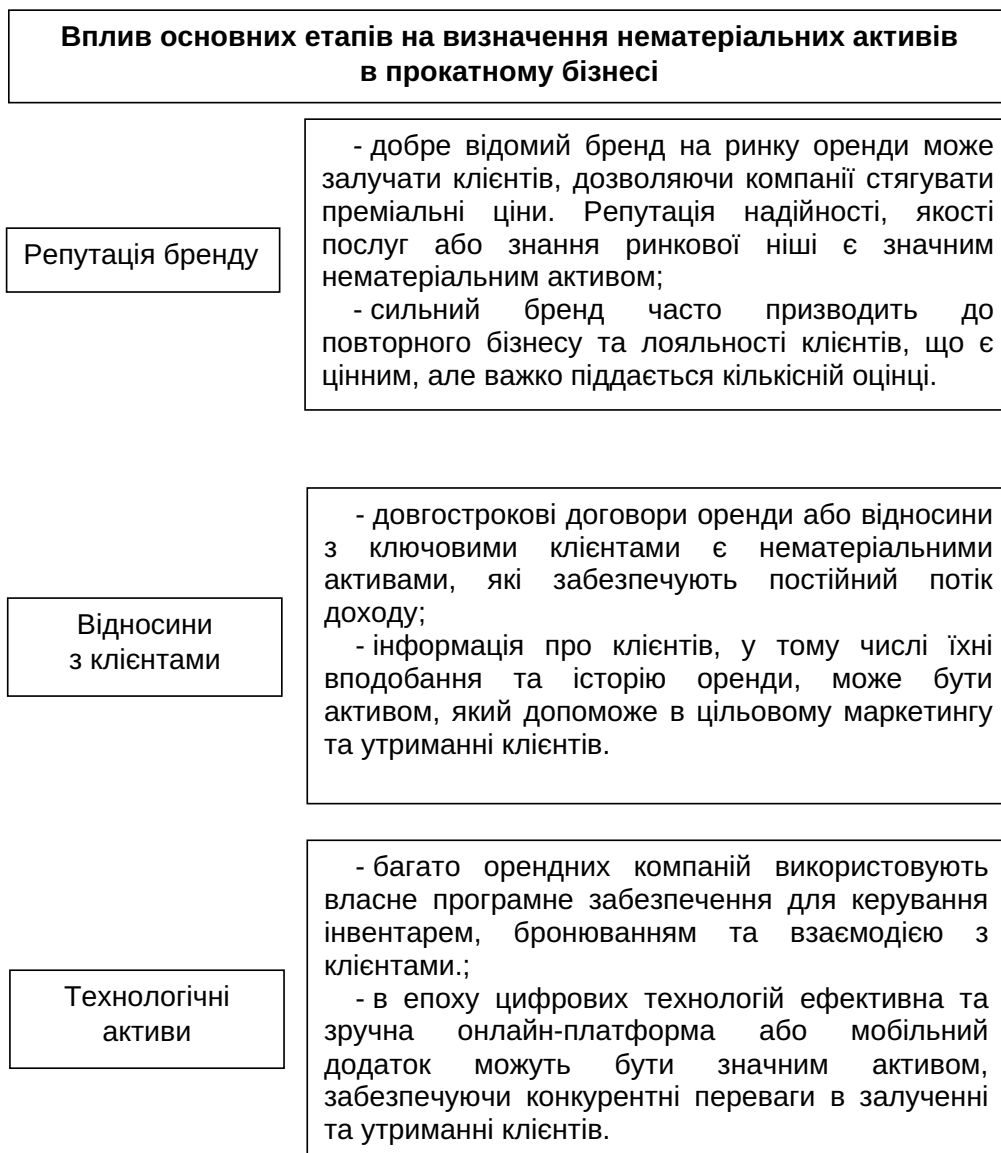 Вплив основних етапів на визначення нематеріальних активів
в прокатному бізнесі
Репутація бренду
- добре відомий бренд на ринку оренди може
залучати клієнтів, дозволяючи компанії стягувати
преміальні ціни. Репутація надійності, якості
послуг або знання ринкової ніші є значним
нематеріальним активом;
- сильний бренд часто призводить до
повторного бізнесу та лояльності клієнтів, що є
цінним, але важко піддається кількісній оцінці.
Відносини
з клієнтами
- довгострокові договори оренди або відносини
з ключовими клієнтами є нематеріальними
активами, які забезпечують постійний потік
доходу;
- інформація про клієнтів, у тому числі їхні
вподобання та історію оренди, може бути
активом, який допоможе в цільовому маркетингу
та утриманні клієнтів.
Технологічні
активи
- багато орендних компаній використовують
власне програмне забезпечення для керування
інвентарем, бронюванням та взаємодією з
клієнтами.;
- в епоху цифрових технологій ефективна та
зручна онлайн-платформа або мобільний
додаток можуть бути значним активом,
забезпечуючи конкурентні переваги в залученні
та утриманні клієнтів.